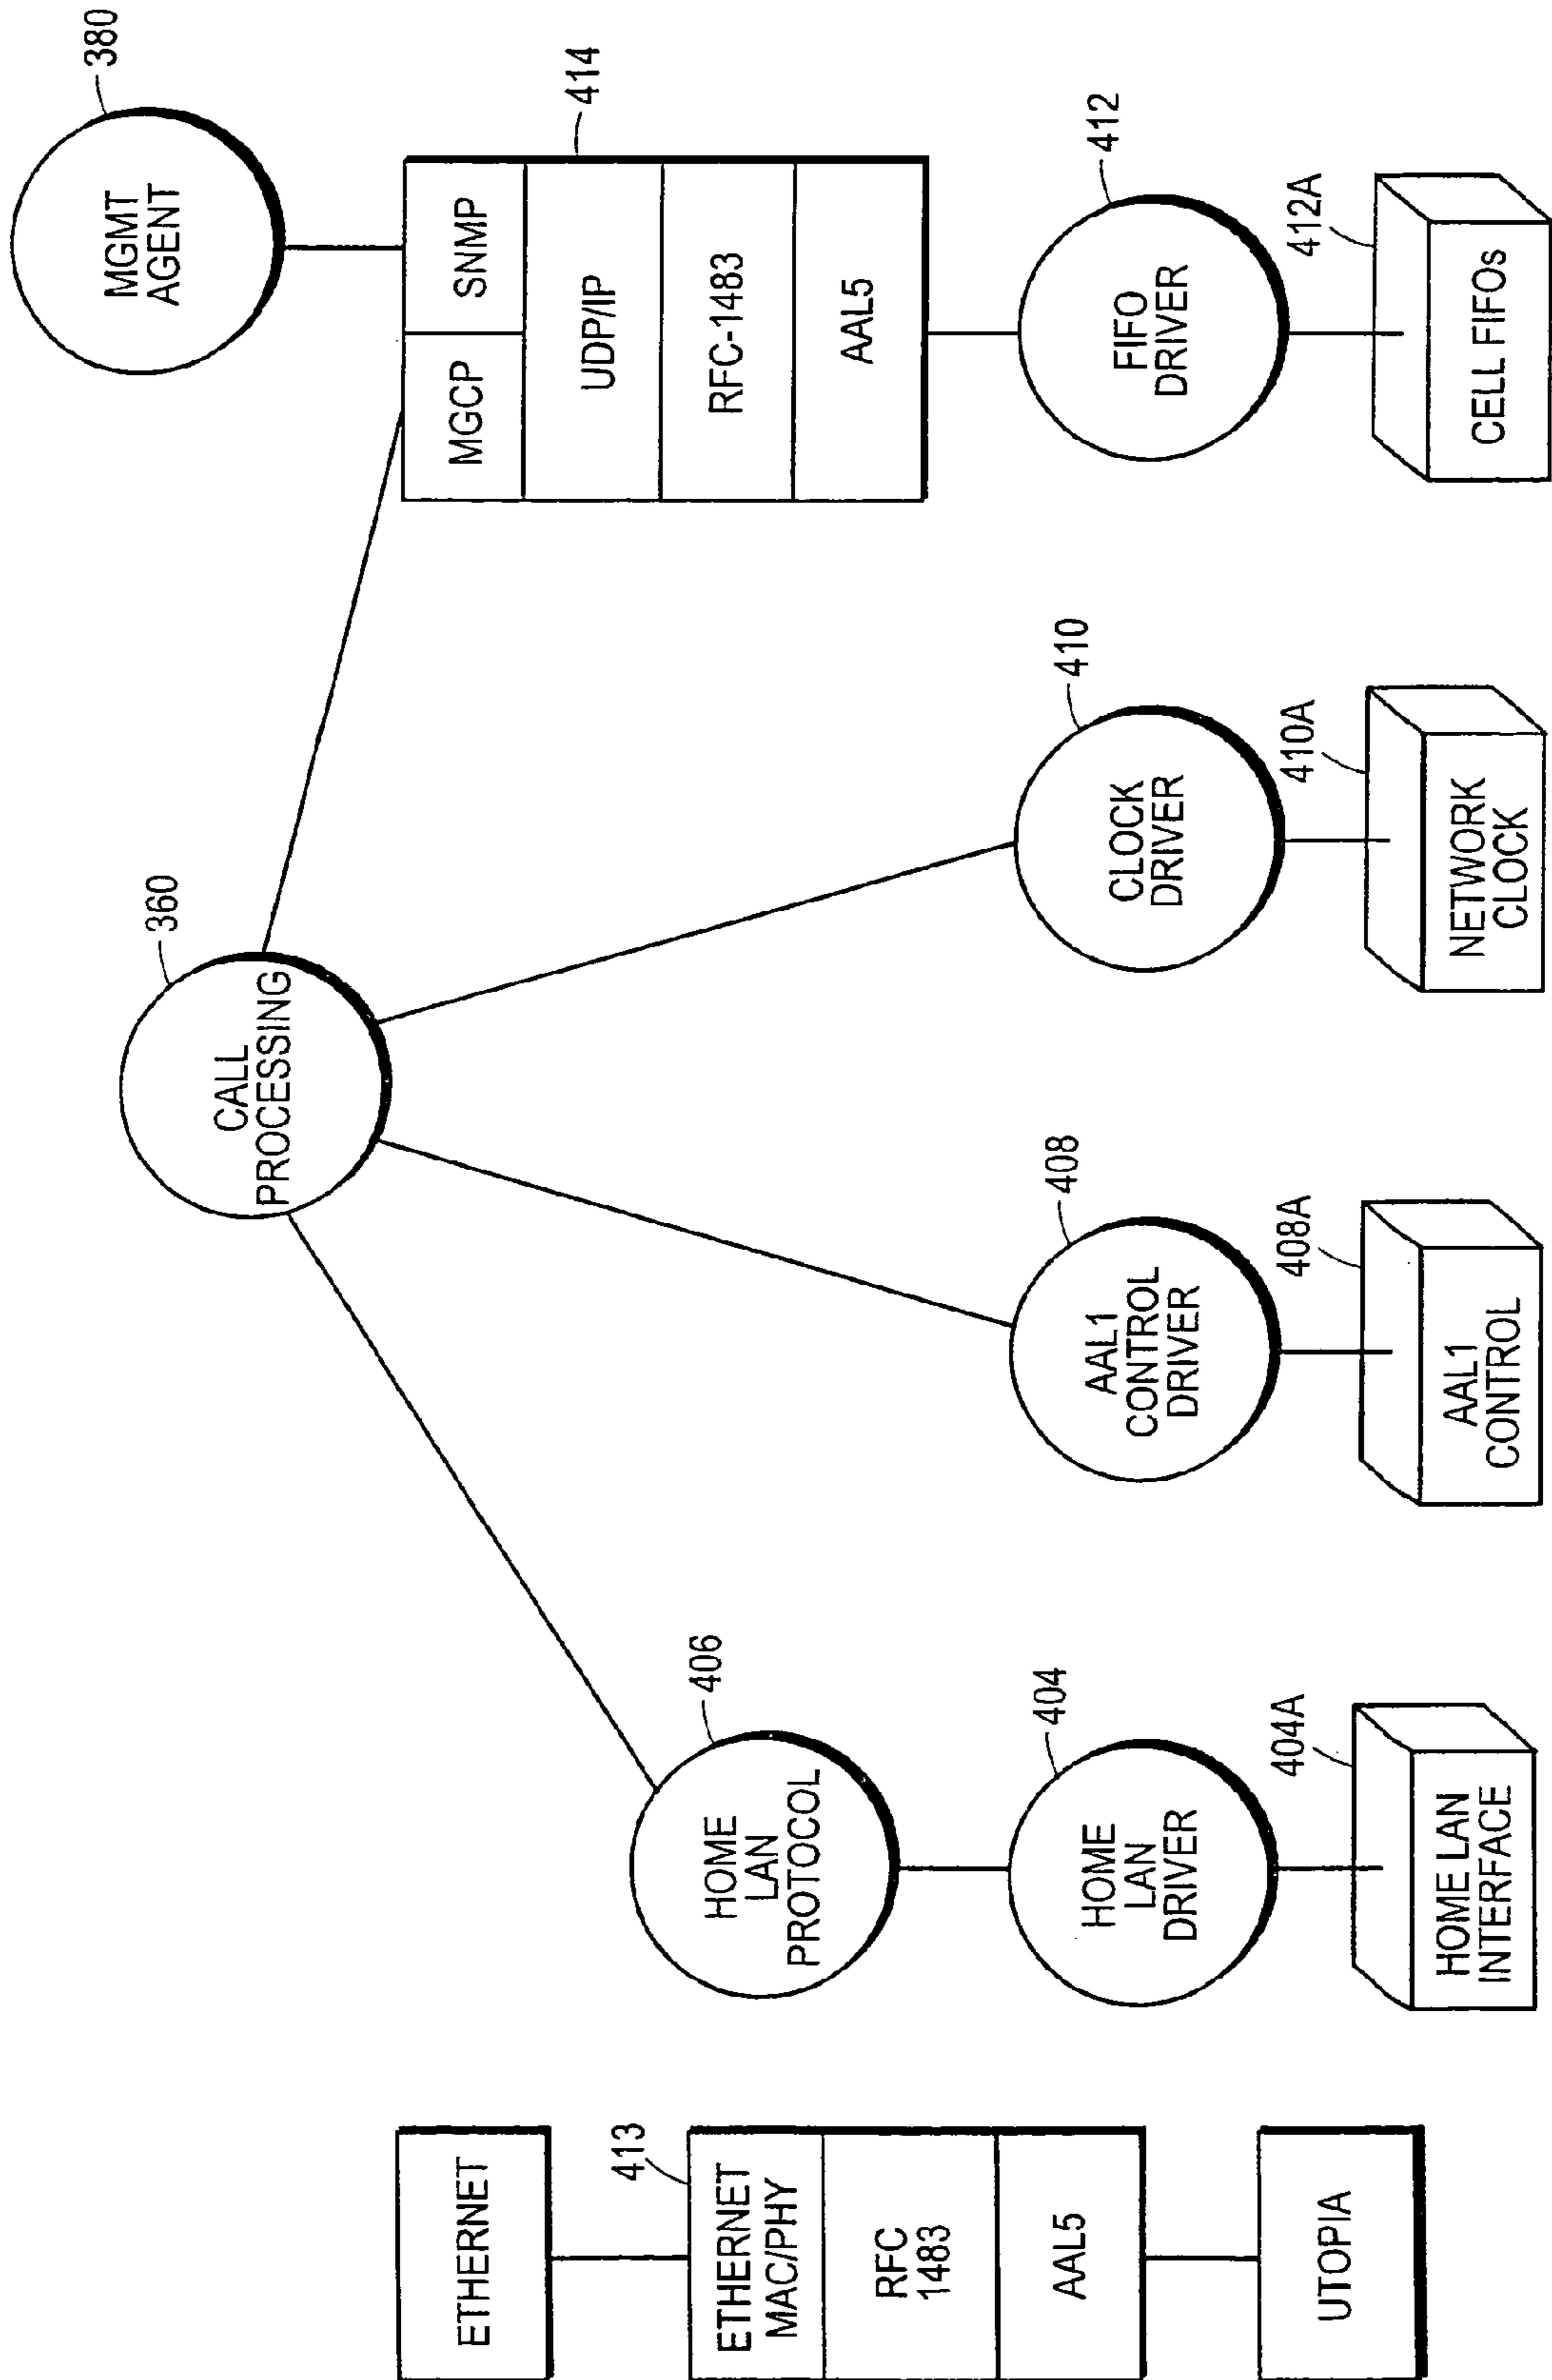 380
MGMT
AGENT
414
MGCP
SNMP
UDP/IP
RFC-1483
AAL5
412
FIFO
DRIVER
412A
CELL FIFOs
360
CALL
PROCESSING
410
CLOCK
DRIVER
410A
NETWORK
CLOCK
408
AAL1
CONTROL
DRIVER
408A
AAL1
CONTROL
406
HOME
LAN
PROTOCOL
404
HOME
LAN
DRIVER
404A
HOME LAN
INTERFACE
ETHERNET
413
ETHERNET
MAC/PHY
RFC
1483
AAL5
UTOPIA